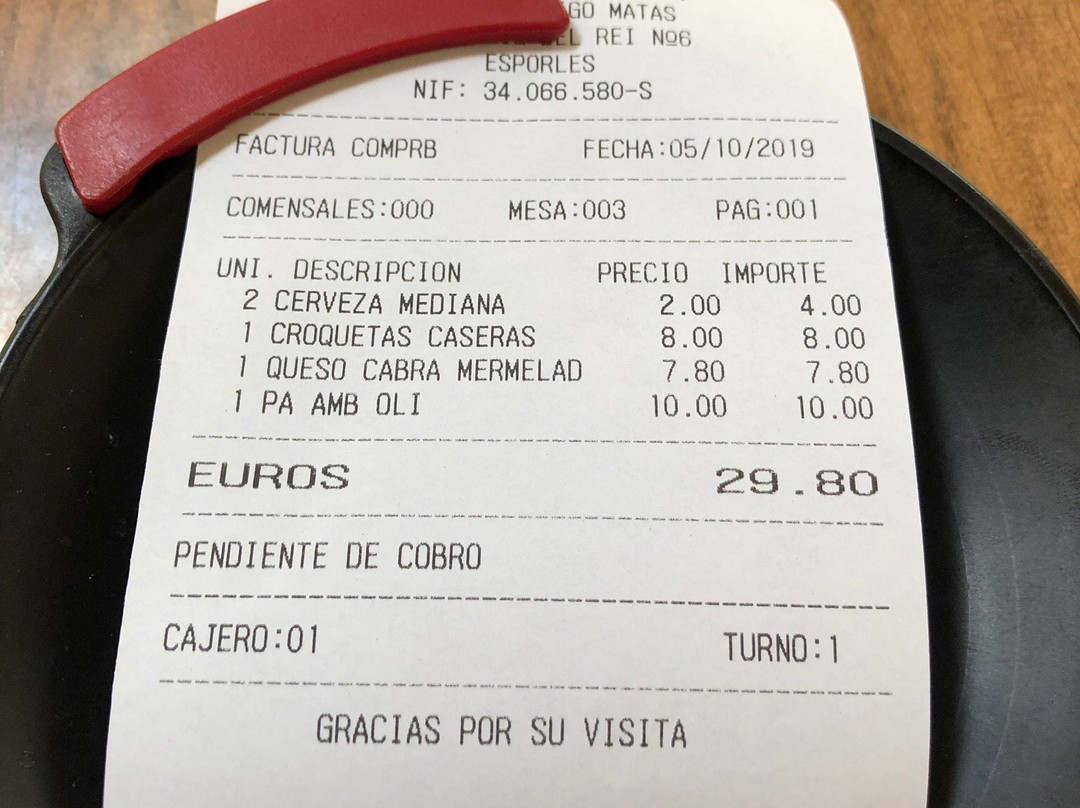 GO MATAS
DEL REI Nº6
ESPORLES
NIF: 34.066.580-S
FACTURA COMPRB FECHA:05/10/2019
COMENSALES:000 MESA:003 PAG:001
UNI. DESCRIPCION PRECIO IMPORTE
2 CERVEZA MEDIANA 2.00 4.00
1 CROQUETAS CASERAS 8.00 8.00
1 QUESO CABRA MERMELAD 7.80 7.80
1 PA AMB OLI 10.00 10.00
EUROS 29.80
PENDIENTE DE COBRO
CAJERO:01 TURNO:1
GRACIAS POR SU VISITA